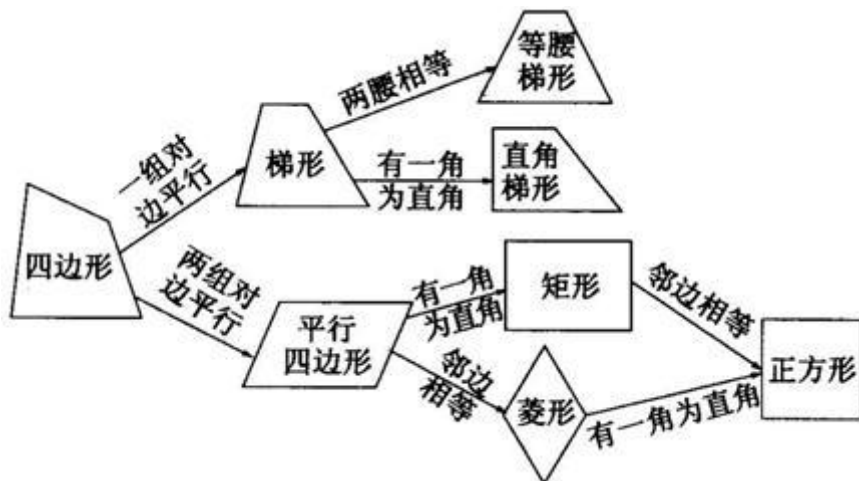 等腰
梯形
两腰相等
梯形
一组对
边平行
有一角
为直角
直角
梯形
四边形
两组对
边平行
平行
四边形
有一角
为直角
矩形
邻边相等
邻边
相等
菱形
有一角为直角
正方形